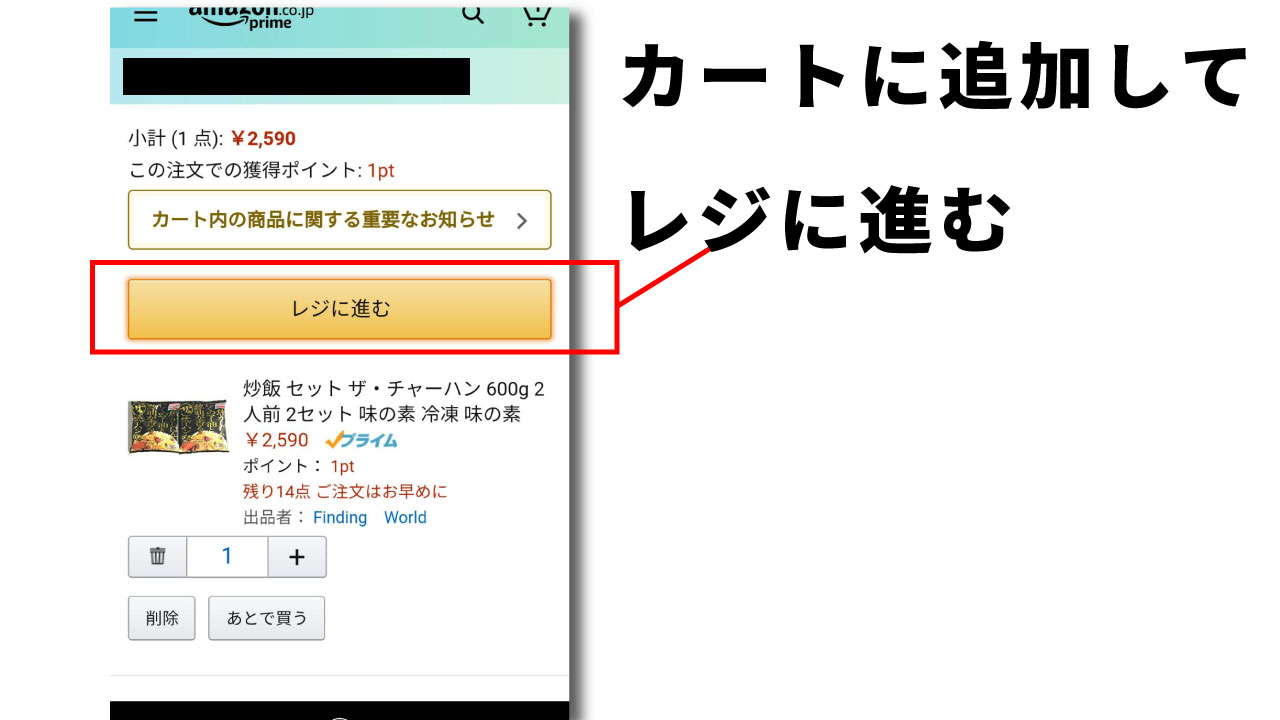 amazon.co.jp
prime
1
カートに追加して
レジに進む
小計 (1 点): ￥2,590
この注文での獲得ポイント: 1pt
カート内の商品に関する重要なお知らせ
レジに進む
炒飯 セット ザ・チャーハン 600g 2
人前 2セット 味の素 冷凍 味の素
￥2,590 プライム
ポイント： 1pt
残り14点 ご注文はお早めに
出品者： Finding World
1
削除 あとで買う